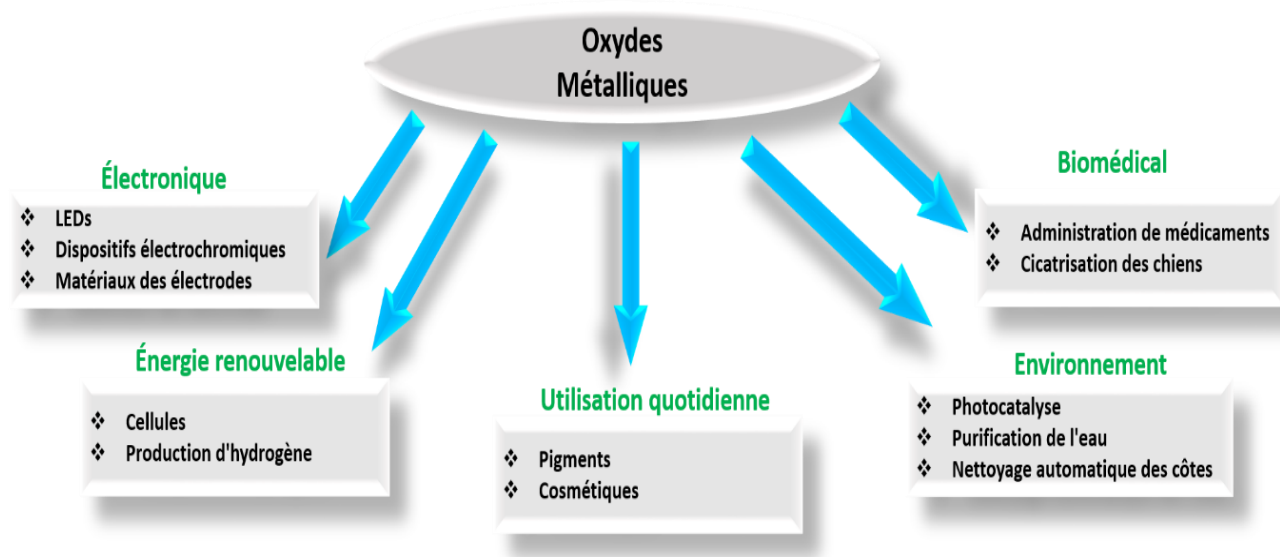 Oxydes
Métalliques
Électronique
❖ LEDs
❖ Dispositifs électrochromiques
❖ Matériaux des électrodes
Énergie renouvelable
❖ Cellules
❖ Production d'hydrogène
Utilisation quotidienne
❖ Pigments
❖ Cosmétiques
Biomédical
❖ Administration de médicaments
❖ Cicatrisation des chiens
Environnement
❖ Photocatalyse
❖ Purification de l'eau
❖ Nettoyage automatique des côtes